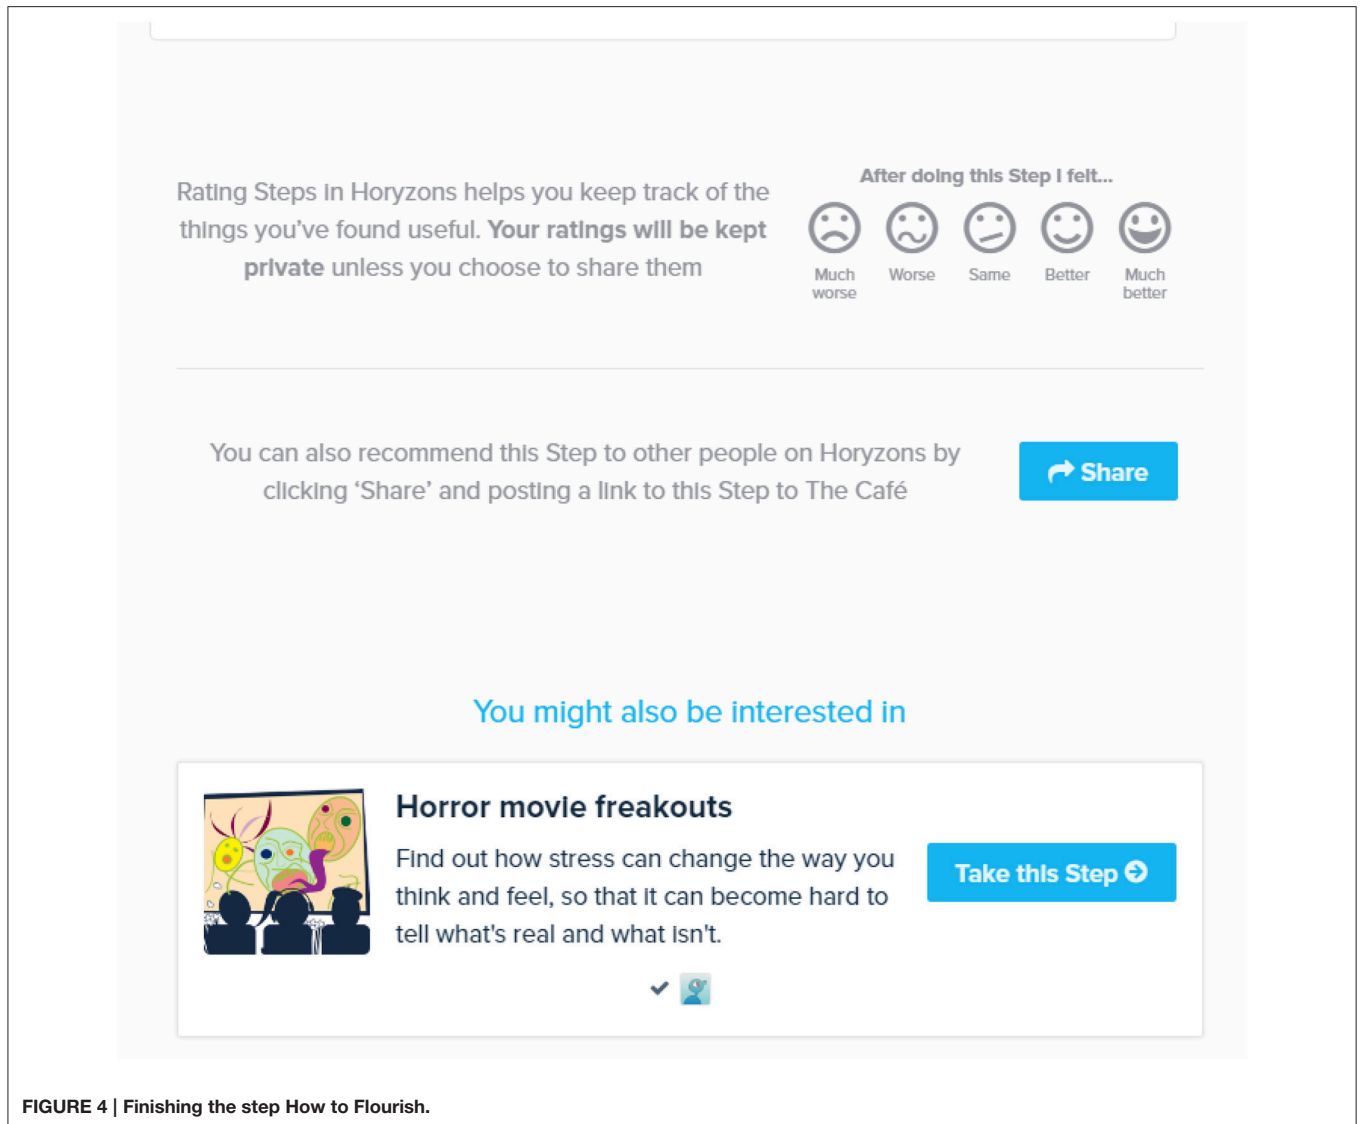 Rating Steps in Horyzons helps you keep track of the
things you've found useful. Your ratings will be kept
private unless you choose to share them
After doing this Step I felt...
Much worse
Worse
Same
Better
Much better
You can also recommend this Step to other people on Horyzons by
clicking ‘Share’ and posting a link to this Step to The Café
Share
You might also be interested in
Horror movie freakouts
Find out how stress can change the way you
think and feel, so that it can become hard to
tell what's real and what isn't.
Take this Step
FIGURE 4 | Finishing the step How to Flourish.